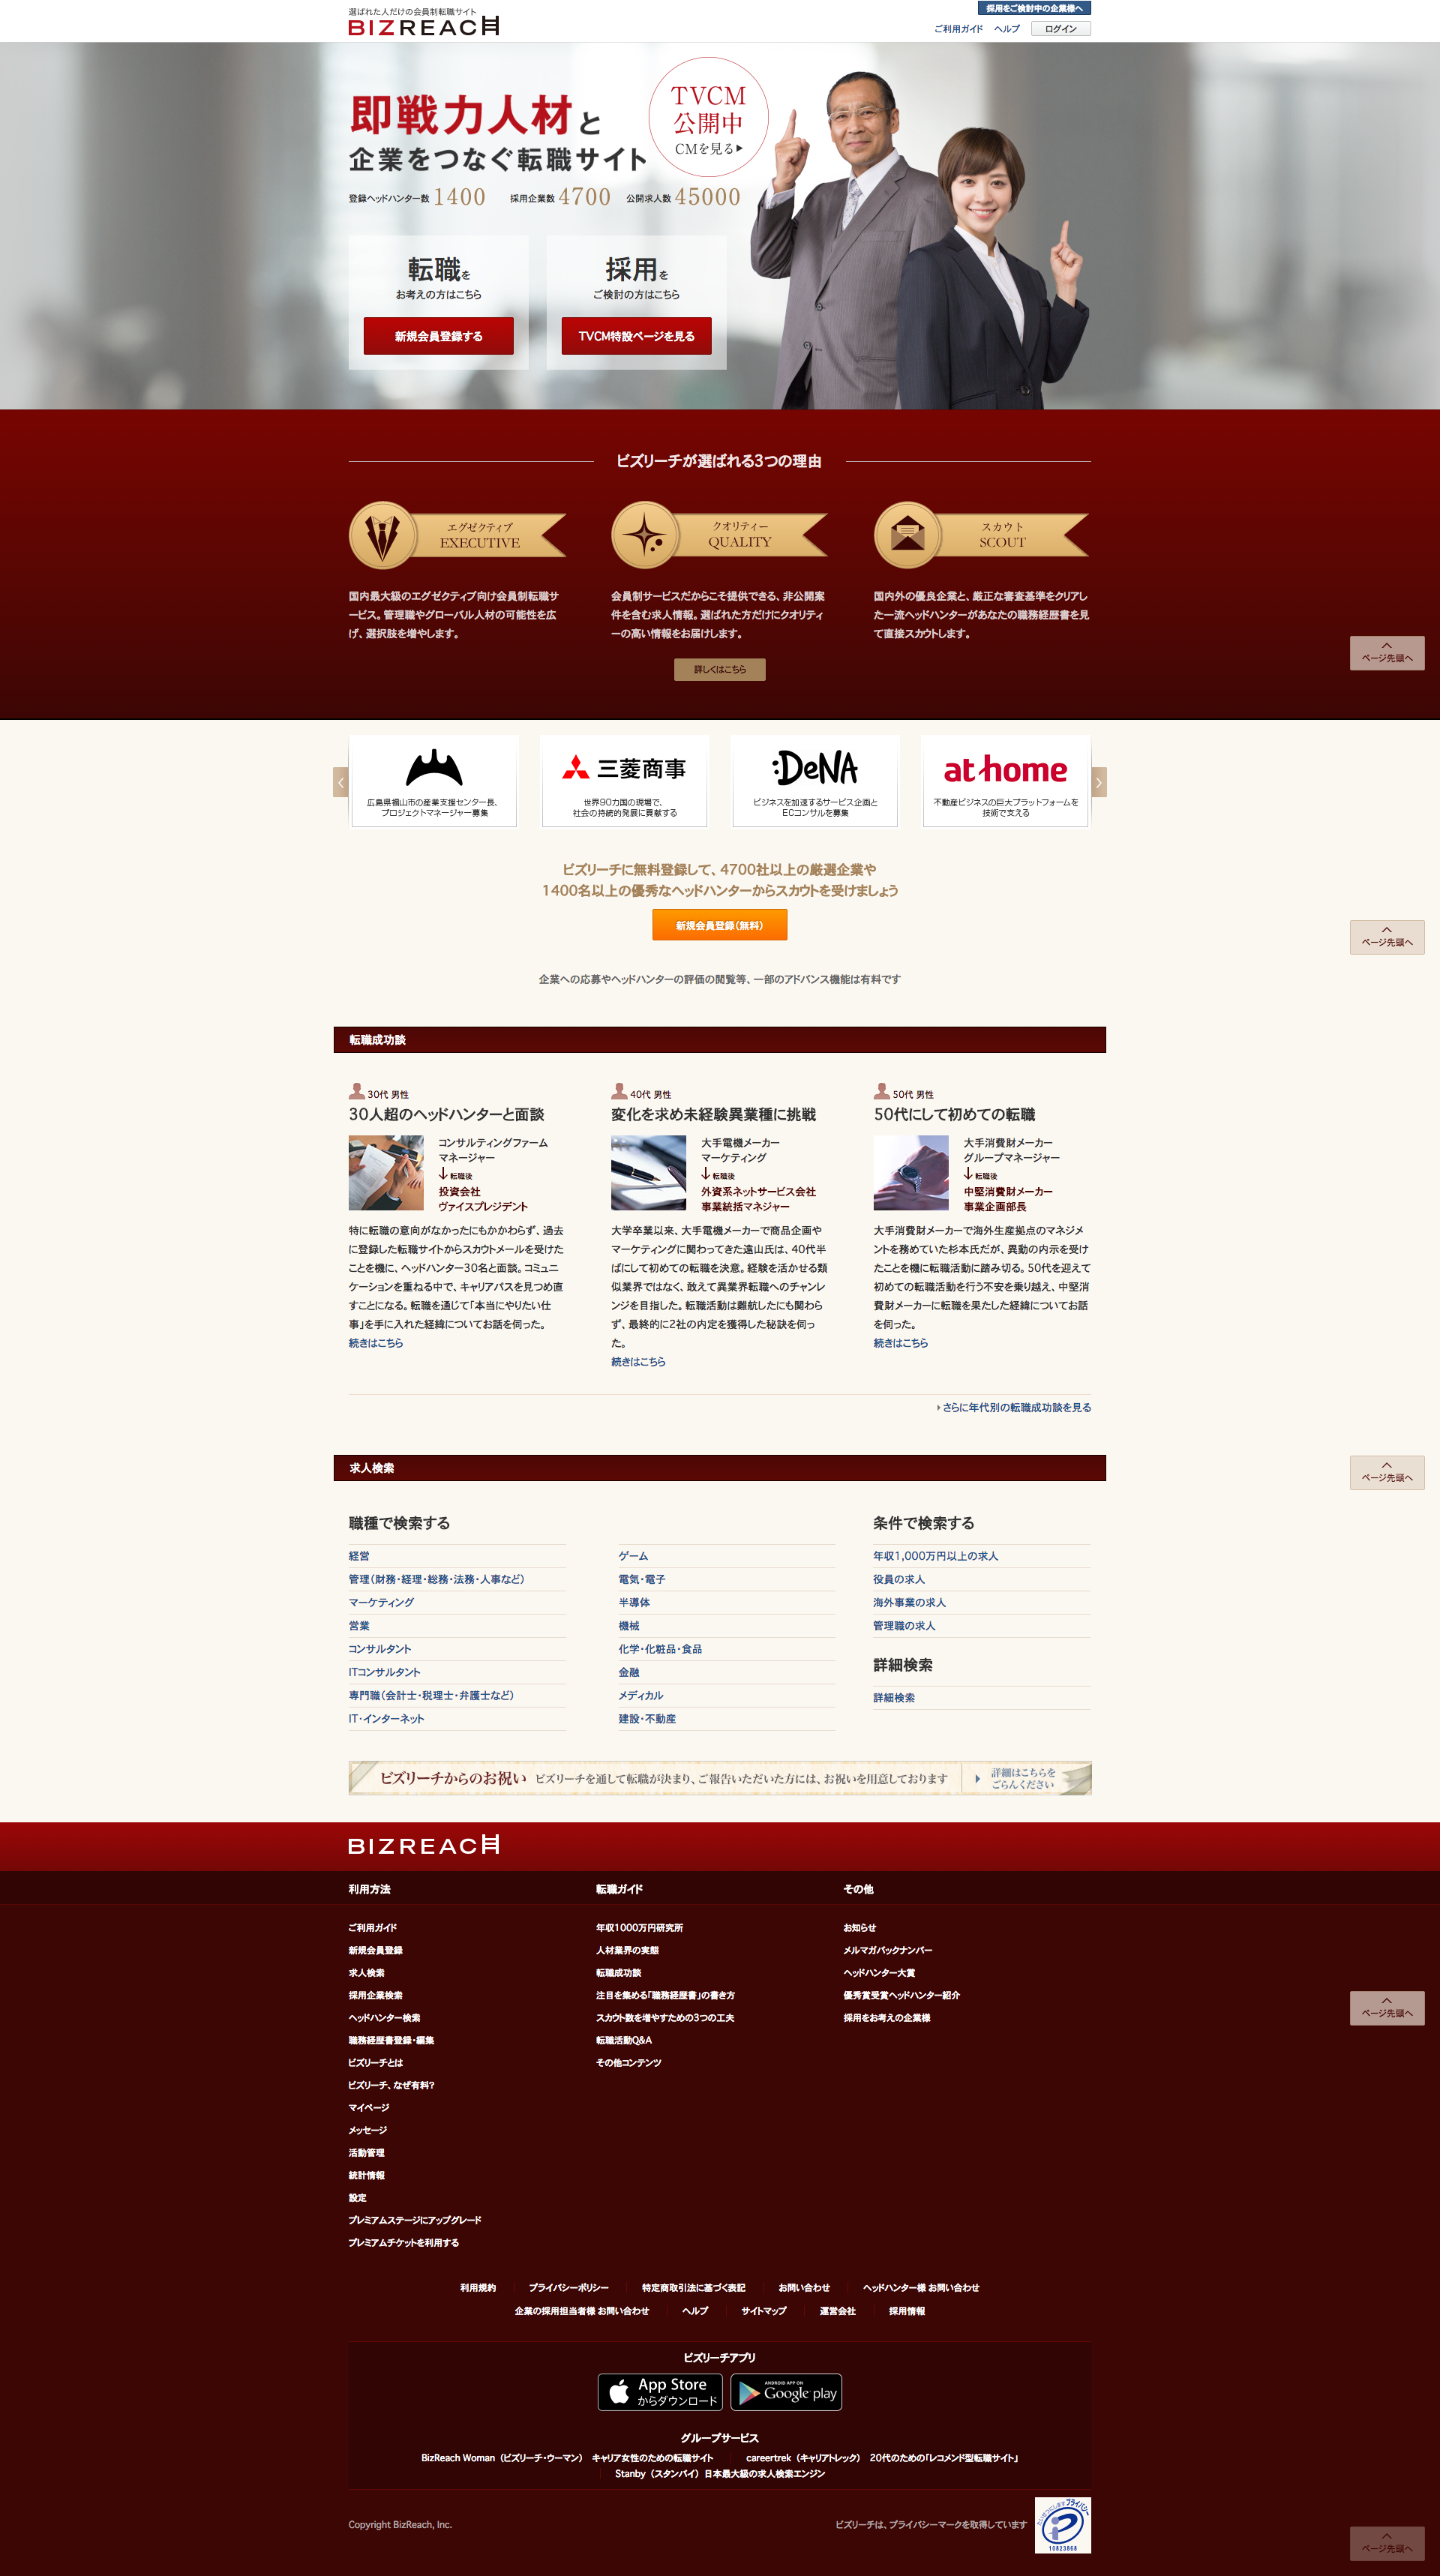 選ばれた人だけの会員制転職サイト
BIZREACH
採用をご検討中の企業様へ
ご利用ガイド ヘルプ ログイン
即戦力人材と
企業をつなぐ転職サイト
TVCM
公開中
CMを見る▶
登録ヘッドハンター数 1400 採用企業数 4700 公開求人数 45000
転職を
お考えの方はこちら
新規会員登録する
採用を
ご検討の方はこちら
TVCM特設ページを見る
ビズリーチが選ばれる3つの理由
エグゼクティブ
EXECUTIVE
国内最大級のエグゼクティブ向け会員制転職サ
ービス。管理職やグローバル人材の可能性を広
げ、選択肢を増やします。
クオリティー
QUALITY
会員制サービスだからこそ提供できる、非公開案
件を含む求人情報。選ばれた方だけにクオリティ
ーの高い情報をお届けします。
スカウト
SCOUT
国内外の優良企業と、厳正な審査基準をクリアし
た一流ヘッドハンターがあなたの職務経歴書を見
て直接スカウトします。
詳しくはこちら
ページ先頭へ
広島県福山市の産業支援センター長、
プロジェクトマネージャー募集
三菱商事
世界90カ国の現場で、
社会の持続的発展に貢献する
:DeNA
ビジネスを加速するサービス企画と
ECコンサルを募集
at home
不動産ビジネスの巨大プラットフォームを
技術で支える
ビズリーチに無料登録して、4700社以上の厳選企業や
1400名以上の優秀なヘッドハンターからスカウトを受けましょう
新規会員登録(無料)
ページ先頭へ
企業への応募やヘッドハンターの評価の閲覧等、一部のアドバンス機能は有料です
転職成功談
30代 男性
30人超のヘッドハンターと面談
コンサルティングファーム
マネージャー
↓転職後
投資会社
ヴァイスプレジデント
特に転職の意向がなかったにもかかわらず、過去
に登録した転職サイトからスカウトメールを受けた
ことを機に、ヘッドハンター30名と面談。コミュニ
ケーションを重ねる中で、キャリアパスを見つめ直
すことになる。転職を通じて「本当にやりたい仕
事」を手に入れた経緯についてお話を伺った。
続きはこちら
40代 男性
変化を求め未経験異業種に挑戦
大手電機メーカー
マーケティング
↓転職後
外資系ネットサービス会社
事業統括マネジャー
大学卒業以来、大手電機メーカーで商品企画や
マーケティングに関わってきた遠山氏は、40代半
ばにして初めての転職を決意。経験を活かせる類
似業界ではなく、敢えて異業界転職へのチャンレ
ンジを目指した。転職活動は難航したにも関わら
ず、最終的に2社の内定を獲得した秘訣を伺っ
た。
続きはこちら
50代 男性
50代にして初めての転職
大手消費財メーカー
グループマネージャー
↓転職後
中堅消費財メーカー
事業企画部長
大手消費財メーカーで海外生産拠点のマネジメ
ントを務めていた杉本氏だが、異動の内示を受け
たことを機に転職活動に踏み切る。50代を迎えて
初めての転職活動を行う不安を乗り越え、中堅消
費財メーカーに転職を果たした経緯についてお話
を伺った。
続きはこちら
さらに年代別の転職成功談を見る
求人検索
ページ先頭へ
職種で検索する
経営
管理(財務・経理・総務・法務・人事など)
マーケティング
営業
コンサルタント
ITコンサルタント
専門職(会計士・税理士・弁護士など)
IT・インターネット
ゲーム
電気・電子
半導体
機械
化学・化粧品・食品
金融
メディカル
建設・不動産
条件で検索する
年収1,000万円以上の求人
役員の求人
海外事業の求人
管理職の求人
詳細検索
詳細検索
ビズリーチからのお祝い ビズリーチを通して転職が決まり、ご報告いただいた方には、お祝いを用意しております
詳細はこちらを
ごらんください
BIZREACH
利用方法
ご利用ガイド
新規会員登録
求人検索
採用企業検索
ヘッドハンター検索
職務経歴書登録・編集
ビズリーチとは
ビズリーチ、なぜ有料?
マイページ
メッセージ
活動管理
統計情報
設定
プレミアムステージにアップグレード
プレミアムチケットを利用する
転職ガイド
年収1000万円研究所
人材業界の実態
転職成功談
注目を集める「職務経歴書」の書き方
スカウト数を増やすための3つの工夫
転職活動Q&A
その他コンテンツ
その他
お知らせ
メルマガバックナンバー
ヘッドハンター大賞
優秀賞受賞ヘッドハンター紹介
採用をお考えの企業様
ページ先頭へ
利用規約 プライバシーポリシー 特定商取引法に基づく表記 お問い合わせ ヘッドハンター様 お問い合わせ
企業の採用担当者様 お問い合わせ ヘルプ サイトマップ 運営会社 採用情報
ビズリーチアプリ
App Store
からダウンロード
ANDROID APP ON
Google play
グループサービス
BizReach Woman (ビズリーチ・ウーマン) キャリア女性のための転職サイト careertrek (キャリアトレック) 20代のための「レコメンド型転職サイト」
Stanby (スタンバイ) 日本最大級の求人検索エンジン
Copyright BizReach, Inc.
ビズリーチは、プライバシーマークを取得しています
たいせつにします プライバシー
10823868
ページ先頭へ